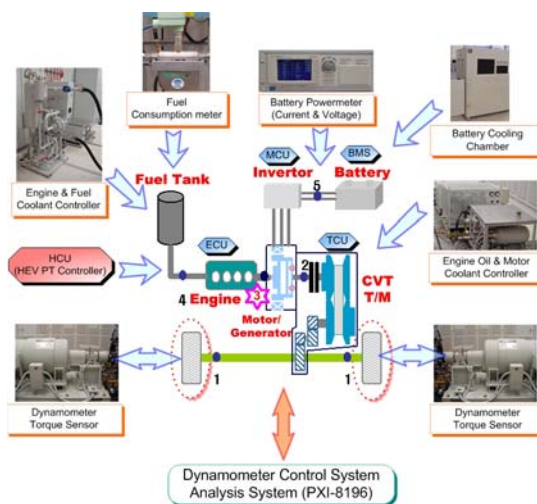 Fuel
Consumption meter
Battery Powermeter
(Current & Voltage)
Battery Cooling
Chamber
MCU
BMS
Invertor
Battery
5
Engine & Fuel
Coolant Controller
Fuel Tank
ECU
TCU
Engine Oil & Motor
Coolant Controller
HCU
(HEV PT Controller)
4
Engine
3
2
CVT
T/M
Motor/
Generator
1
1
Dynamometer
Torque Sensor
Dynamometer
Torque Sensor
Dynamometer Control System
Analysis System (PXI-8196)